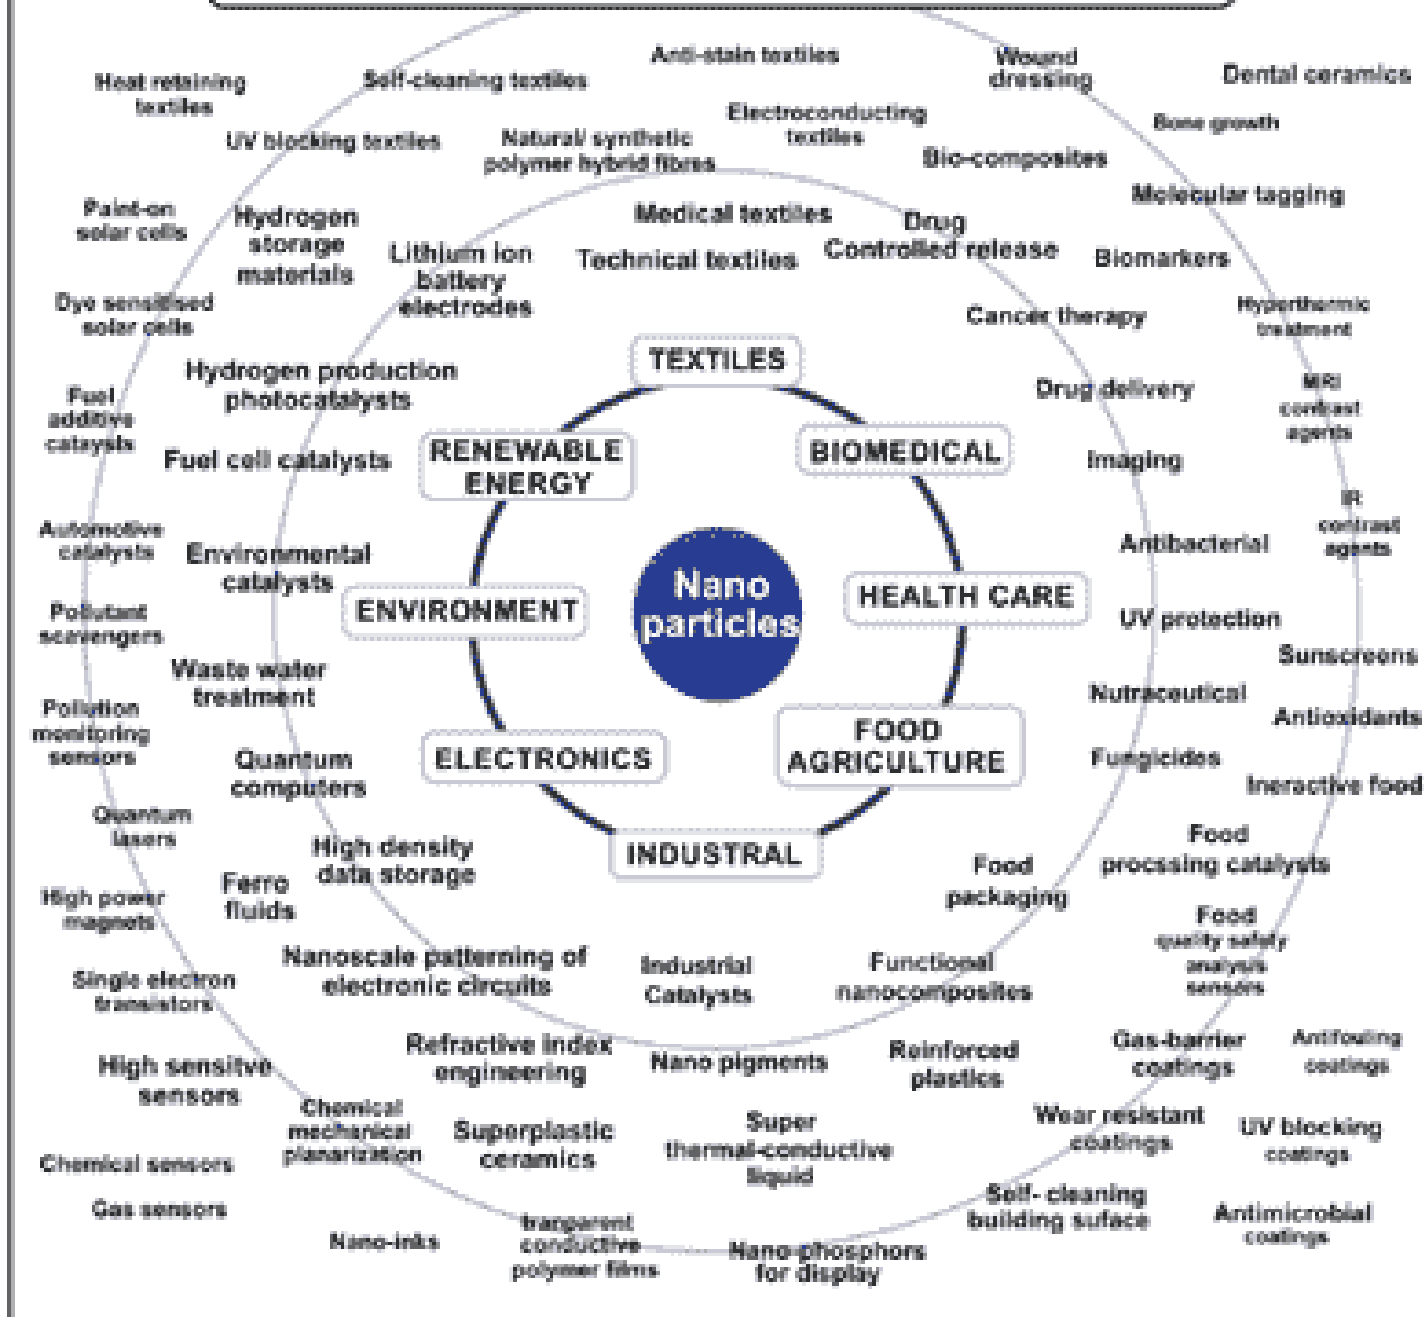 Anti-stain textiles
Wound
dressing
Dental ceramics
Heat retaining
textiles
Self-cleaning textiles
Electroconducting
textiles
Bone growth
UV blocking textiles
Natural/ synthetic
polymer hybrid fibres
Bio-composites
Molecular tagging
Paint-on
solar cells
Hydrogen
storage
materials
Medical textiles
Drug
Controlled release
Lithium ion
battery
electrodes
Technical textiles
Biomarkers
Dye sensitised
solar cells
Cancer therapy
Hyperthermic
treatment
TEXTILES
Hydrogen production
photocatalysts
Drug delivery
MRI
contrast
agents
Fuel
additive
cataysts
RENEWABLE
ENERGY
BIOMEDICAL
Fuel cell catalysts
Imaging
IR
contrast
agents
Automotive
catalysts
Environmental
catalysts
Antibacterial
Nano
particles
ENVIRONMENT
HEALTH CARE
Pollutant
scavengers
UV protection
Sunscreens
Waste water
treatment
Nutraceutical
Antioxidants
Pollution
monitoring
sensors
ELECTRONICS
FOOD
AGRICULTURE
Quantum
computers
Fungicides
Ineractive food
Quantum
lasers
High density
data storage
INDUSTRAL
Food
procssing catalysts
Food
packaging
Ferro
fluids
High power
magnets
Food
quality safety
analysis
sensors
Nanoscale patterning of
electronic circuits
Industrial
Catalysts
Functional
nanocomposites
Single electron
transistors
Refractive index
engineering
Nano pigments
Reinforced
plastics
Gas-barrier
coatings
Antifouling
coatings
High sensitve
sensors
Chemical
mechanical
planarization
Superplastic
ceramics
Super
thermal-conductive
liquid
Wear resistant
coatings
UV blocking
coatings
Chemical sensors
Gas sensors
Self- cleaning
building suface
Antimicrobial
coatings
Nano-inks
tranparent
conductive
polymer films
Nano-phosphors
for display